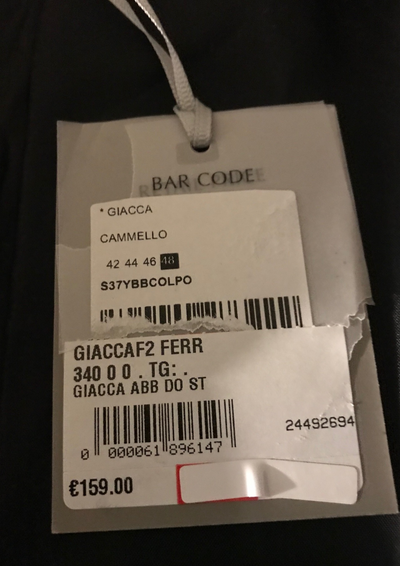 BAR CODE
* GIACCA
CAMMELLO
42 44 46 48
S37YBBCOLPO
GIACCAF2 FERR
340 0 0 . TG: .
GIACCA ABB DO ST
24492694
0 000061 896147
€159.00